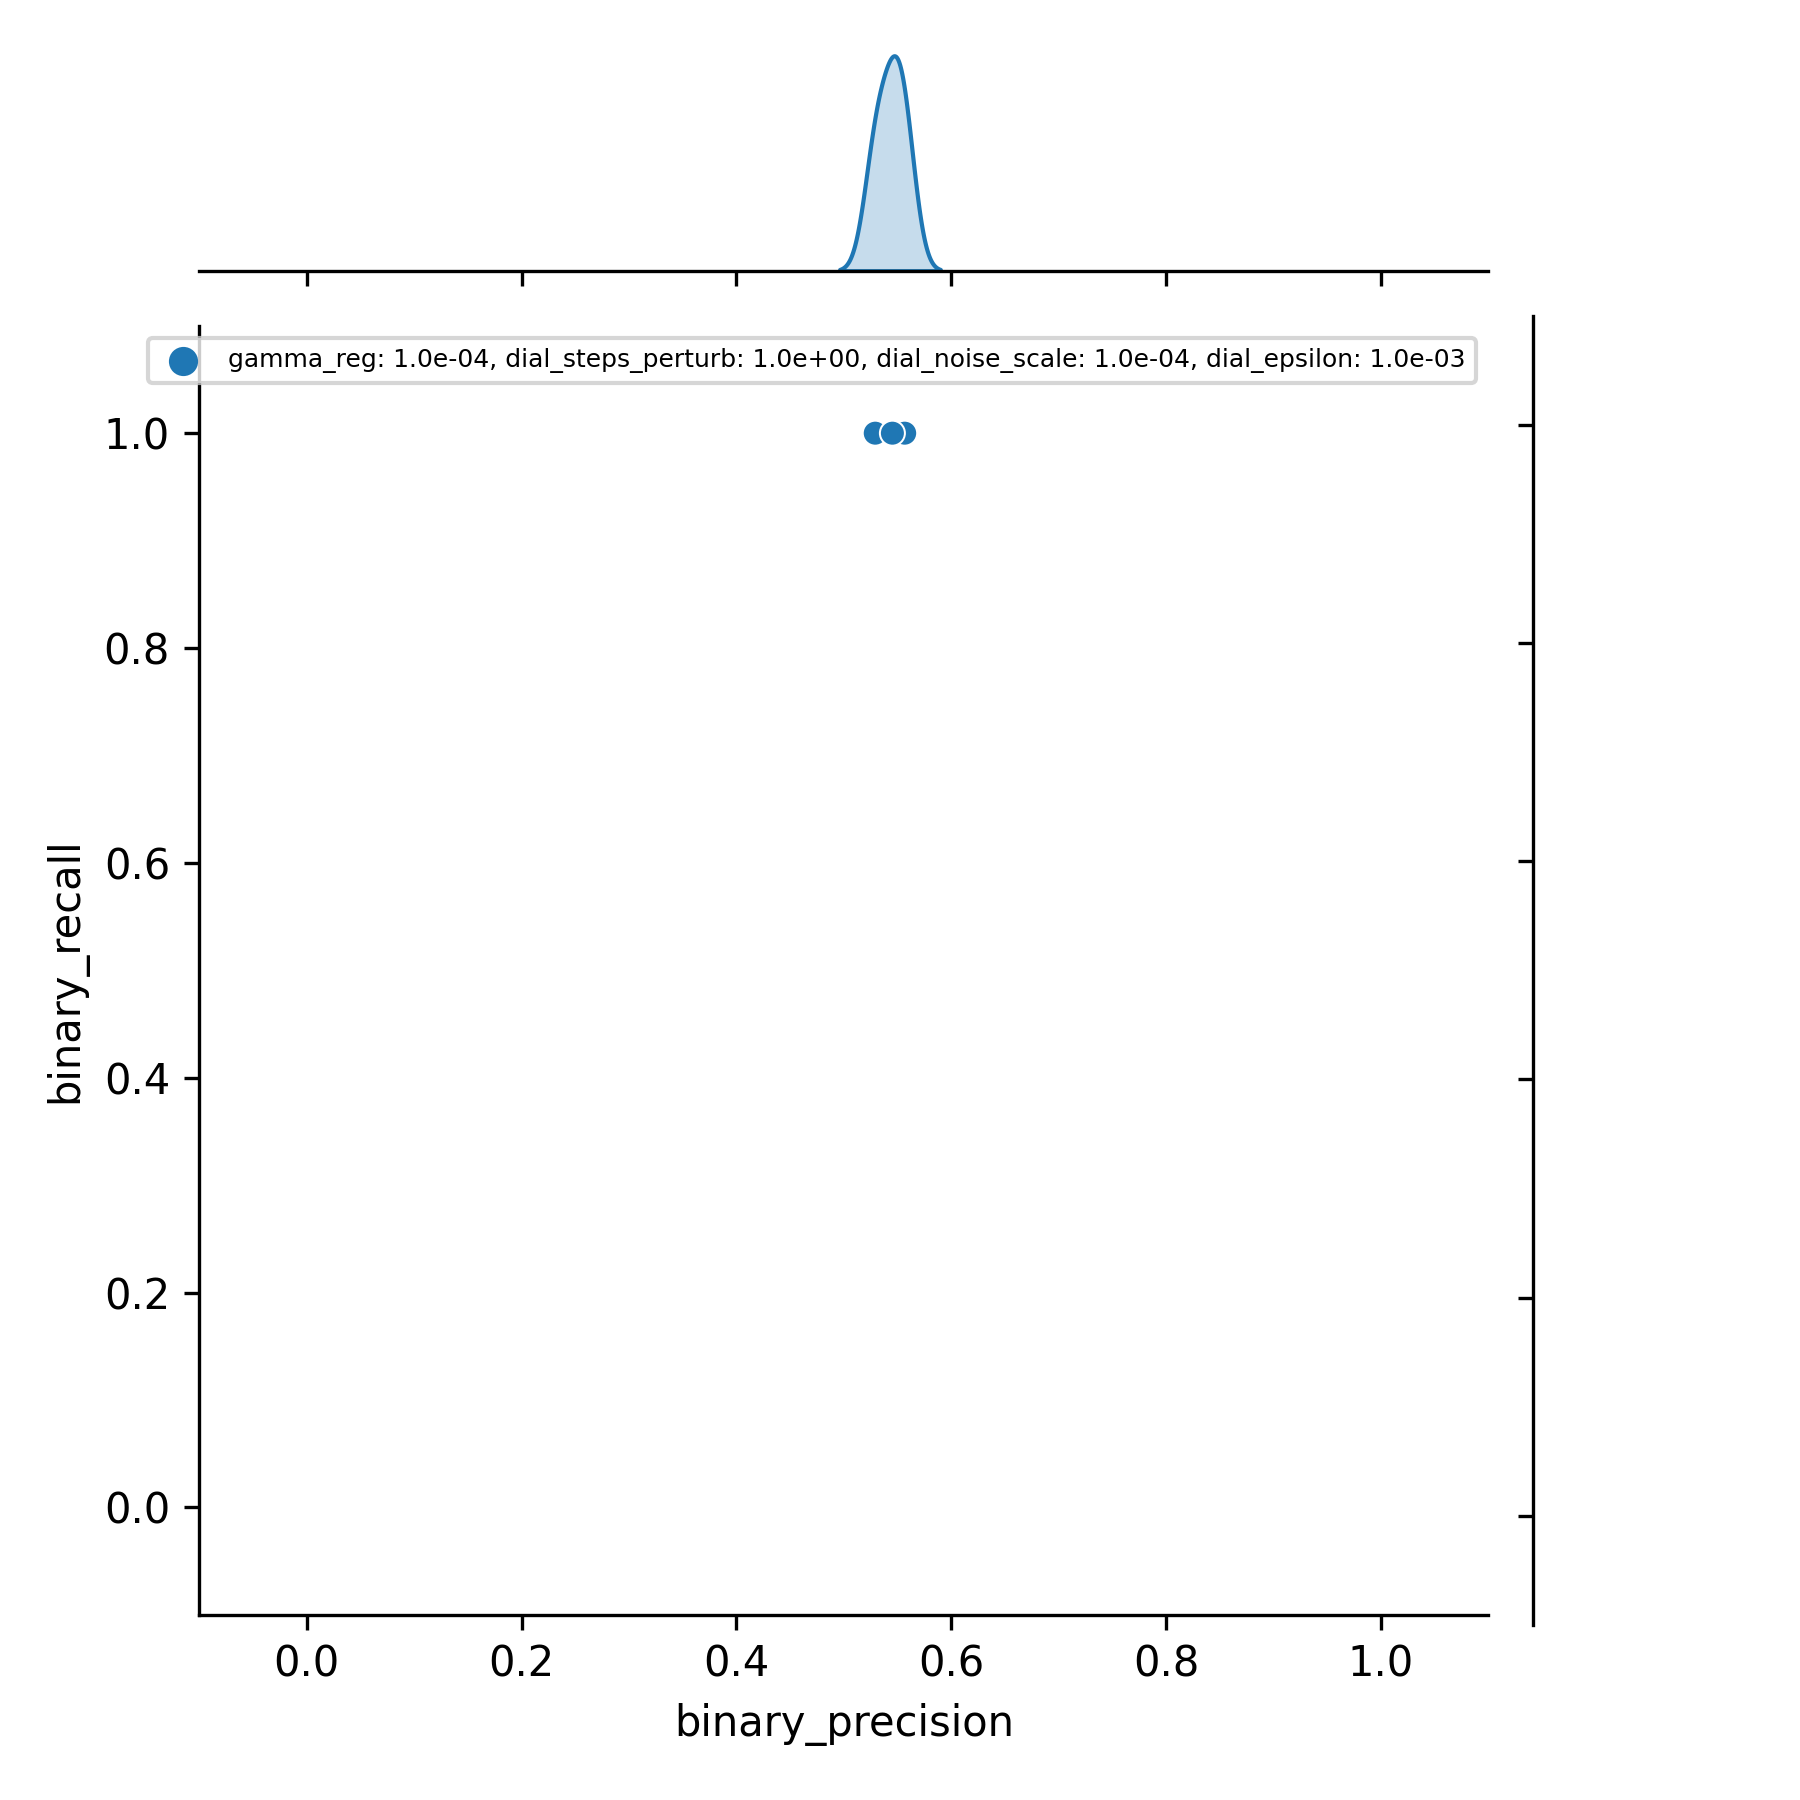 gamma_reg: 1.0e-04, dial_steps_perturb: 1.0e+00, dial_noise_scale: 1.0e-04, dial_epsilon: 1.0e-03
1.0
0.8
0.6
0.4
0.2
0.0
binary_recall
0.0 0.2 0.4 0.6 0.8 1.0
binary_precision